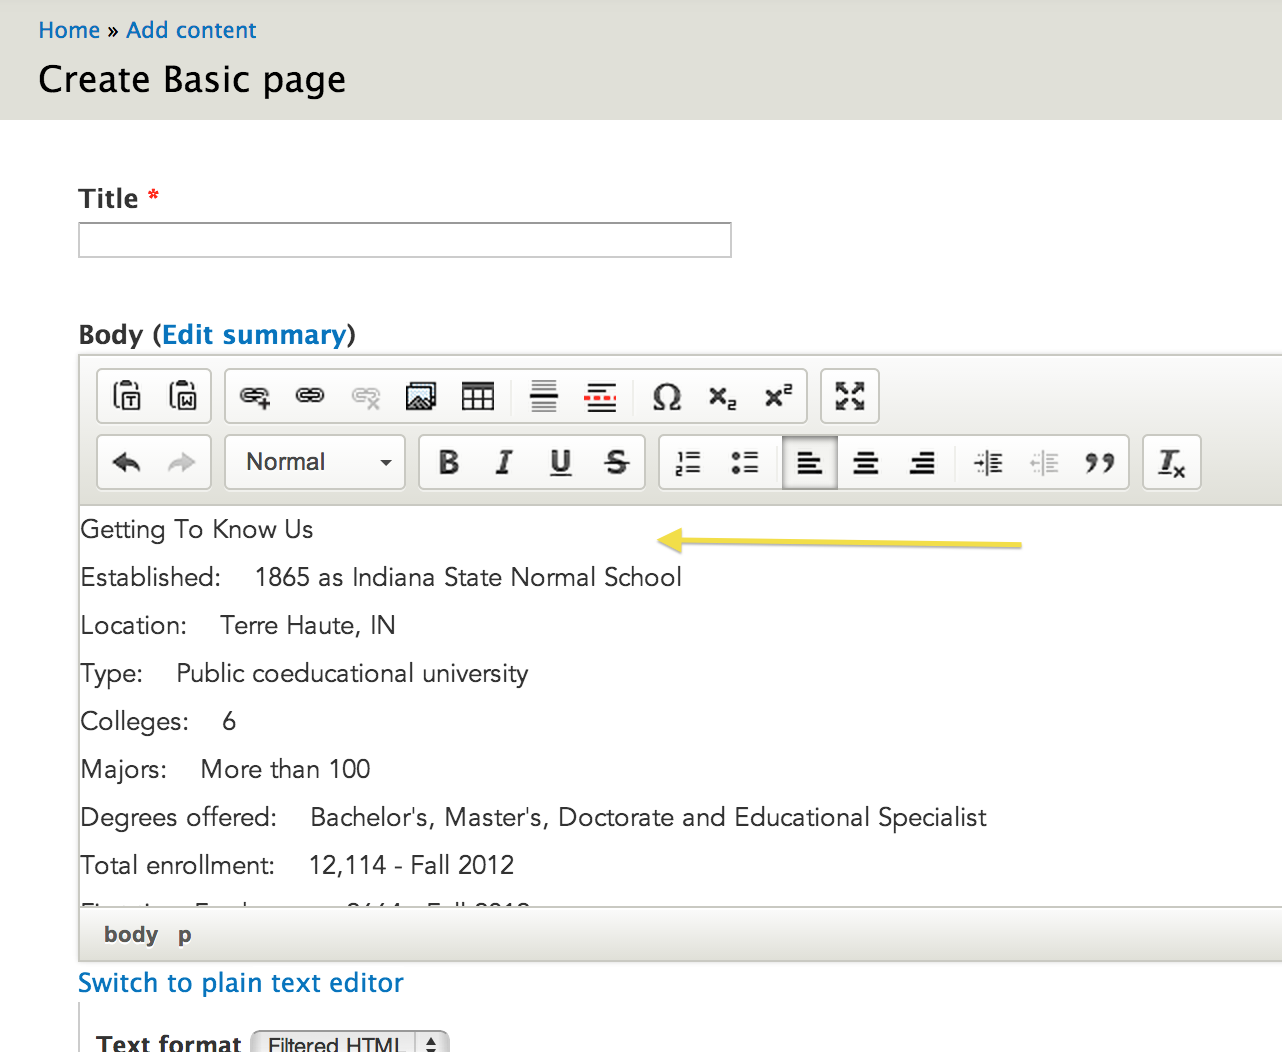 Home » Add content
Create Basic page
Title *
Body (Edit summary)
Normal
Getting To Know Us
Established: 1865 as Indiana State Normal School
Location: Terre Haute, IN
Type: Public coeducational university
Colleges: 6
Majors: More than 100
Degrees offered: Bachelor's, Master's, Doctorate and Educational Specialist
Total enrollment: 12,114 - Fall 2012
body p
Switch to plain text editor
Text format Filtered HTML